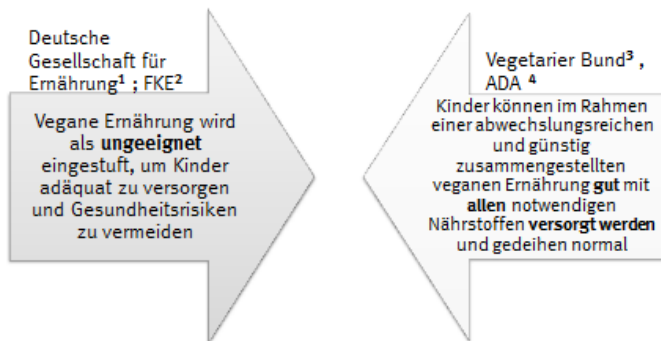 Deutsche
Gesellschaft für
Ernährung¹ ; FKE²
Vegane Ernährung wird
als ungeeignet
eingestuft, um Kinder
adäquat zu versorgen
und Gesundheitsrisiken
zu vermeiden
Vegetarier Bund³ ,
ADA ⁴
Kinder können im Rahmen
einer abwechslungsreichen
und günstig
zusammengestellten
veganen Ernährung gut mit
allen notwendigen
Nährstoffen versorgt werden
und gedeihen normal